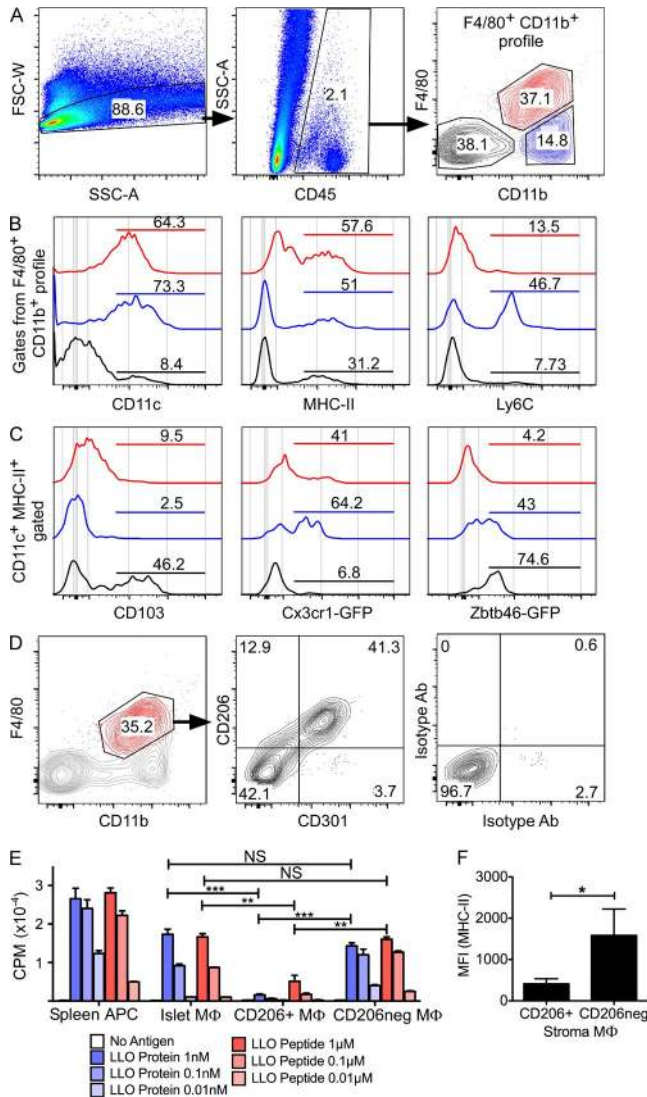 A
FSC-W
88.6
SSC-A
SSC-A
2.1
CD45
F4/80+ CD11b+
profile
F4/80
37.1
38.1
14.8
CD11b
B
Gates from F4/80+
CD11b+ profile
64.3
73.3
8.4
CD11c
57.6
51
31.2
MHC-II
13.5
46.7
7.73
Ly6C
C
CD11c+ MHC-II+
gated
9.5
2.5
46.2
CD103
41
64.2
6.8
Cx3cr1-GFP
4.2
43
74.6
Zbtb46-GFP
D
F4/80
35.2
CD11b
CD206
12.9
41.3
42.1
3.7
CD301
Isotype Ab
0
0.6
96.7
2.7
Isotype Ab
E
CPM (x10⁻⁴)
3
2
1
0
NS
NS
***
**
***
**
Spleen APC
Islet MΦ
CD206+ MΦ
CD206neg MΦ
No Antigen
LLO Protein 1nM
LLO Protein 0.1nM
LLO Protein 0.01nM
LLO Peptide 1µM
LLO Peptide 0.1µM
LLO Peptide 0.01µM
F
MFI (MHC-II)
3000
2000
1000
0
*
CD206+ CD206neg
Stroma MΦ